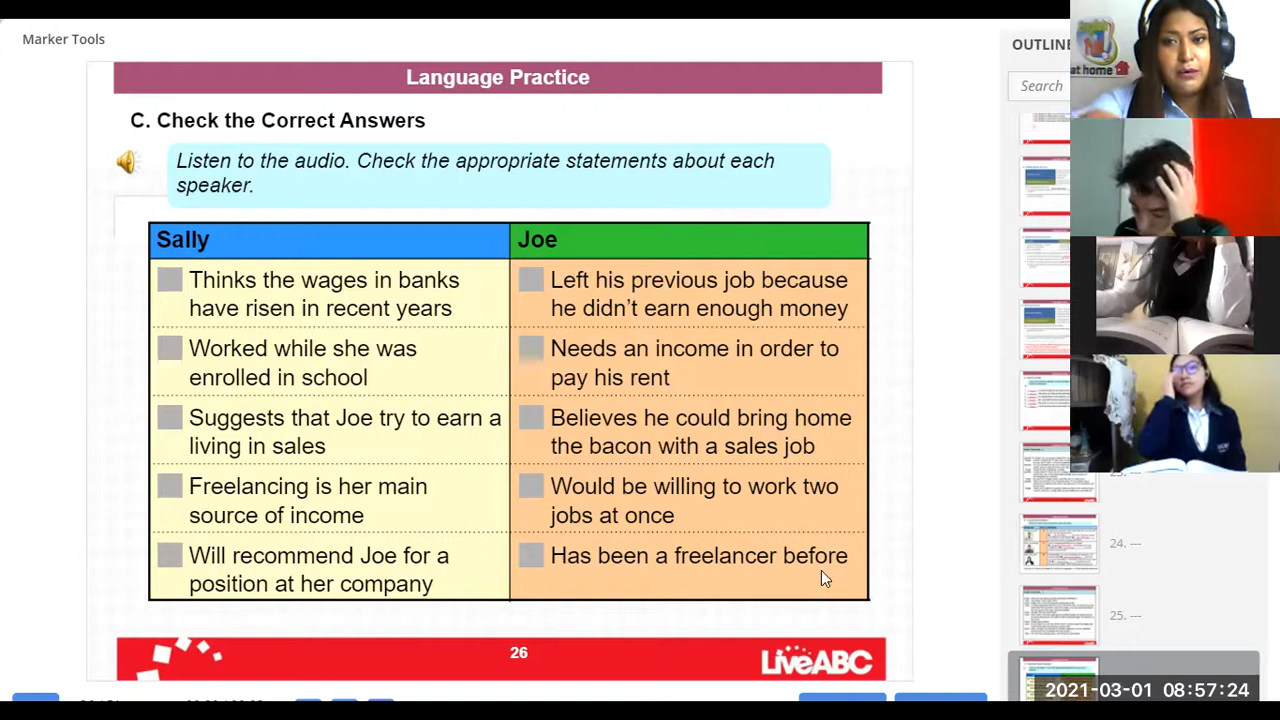 Marker Tools
OUTLINE
Search
Language Practice
C. Check the Correct Answers
Listen to the audio. Check the appropriate statements about each
speaker.
Sally
Thinks the wages in banks
have risen in recent years
Worked while she was
enrolled in school
Suggests that Joe try to earn a
living in sales
Freelancing is her main
source of income
Will recommend Joe for a
position at her company
Joe
Left his previous job because
he didn't earn enough money
Needs an income in order to
pay his rent
Believes he could bring home
the bacon with a sales job
Would be willing to work two
jobs at once
Has been a freelancer before
26
LiveABC
at home
24. ---
25. ---
2021-03-01 08:57:24